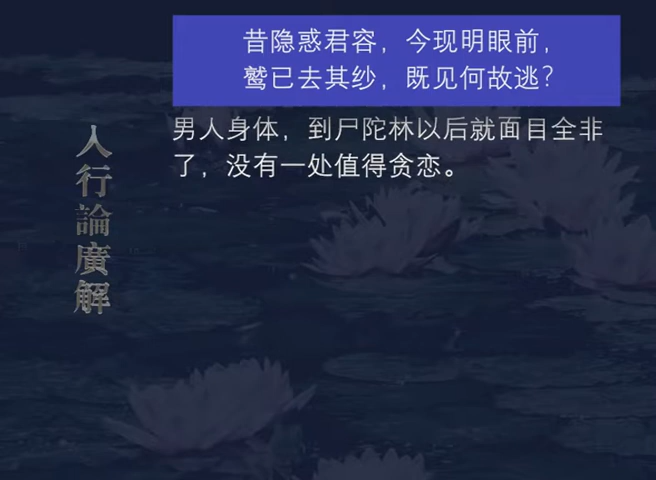 昔隐惑君容，今现明眼前，
鹫已去其纱，既见何故逃？
男人身体，到尸陀林以后就面目全非
了，没有一处值得贪恋。
入行論廣解